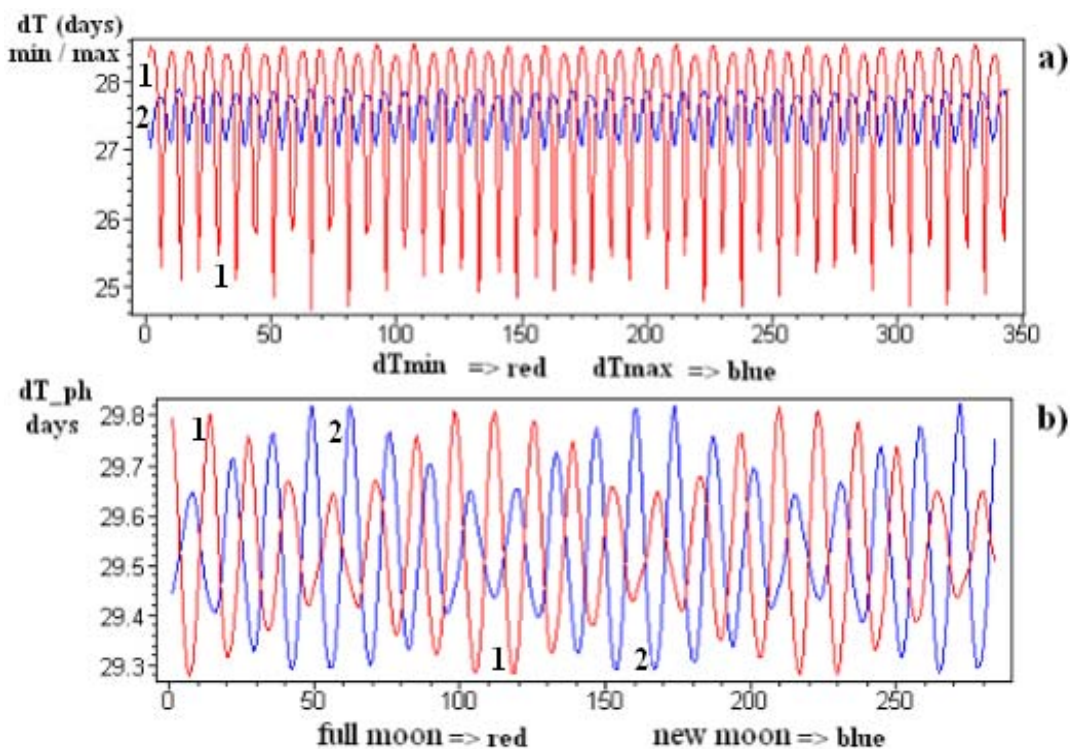 dT (days)
min / max
a)
1
2
28
27
26
25
1
0 50 100 150 200 250 300 350
dTmin => red dTmax => blue
dT_ph
days
b)
1
2
29.8
29.7
29.6
29.5
29.4
29.3
1
2
0 50 100 150 200 250
full moon => red new moon => blue